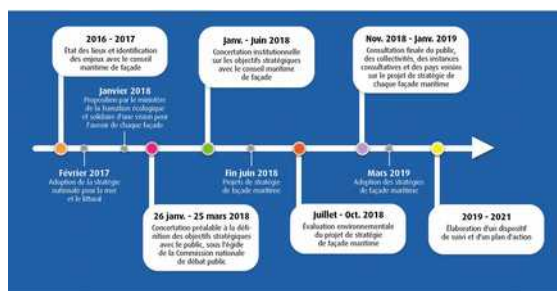 2016 - 2017
État des lieux et identification
des enjeux avec le conseil
maritime de façade
Janvier 2018
Proposition par le ministère
de la transition écologique
et solidaire d'une vision pour
l'avenir de chaque façade
Janv. - Juin 2018
Concertation institutionnelle
sur les objectifs stratégiques
avec le conseil maritime
de façade
Nov. 2018 - Janv. 2019
Consultation finale du public,
des collectivités, des instances
consultatives et des pays voisins
sur le projet de stratégie de
chaque façade maritime
Février 2017
Adoption de la stratégie
nationale pour la mer
et le littoral
26 janv. - 25 mars 2018
Concertation préalable à la défi-
nition des objectifs stratégiques
avec le public, sous l'égide
de la Commission nationale
de débat public.
Fin juin 2018
Projets de stratégie
de façade maritime
Juillet - Oct. 2018
Évaluation environnementale
du projet de stratégie
de façade maritime
Mars 2019
Adoption des stratégies
de façade maritime
2019 - 2021
Élaboration d'un dispositif
de suivi et d'un plan d'action